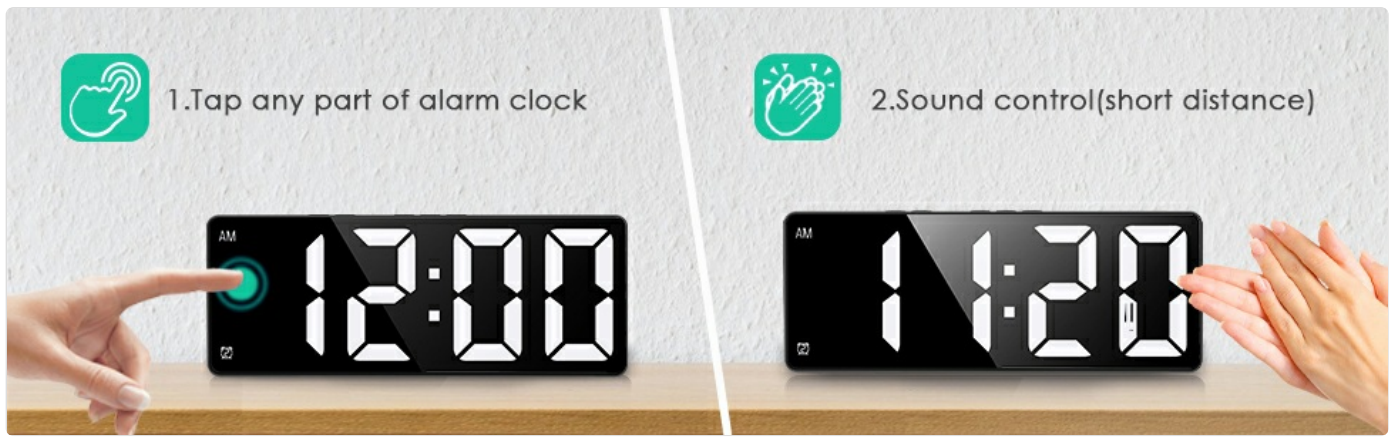 1.Tap any part of alarm clock
AM
12:00
2.Sound control(short distance)
AM
11:20